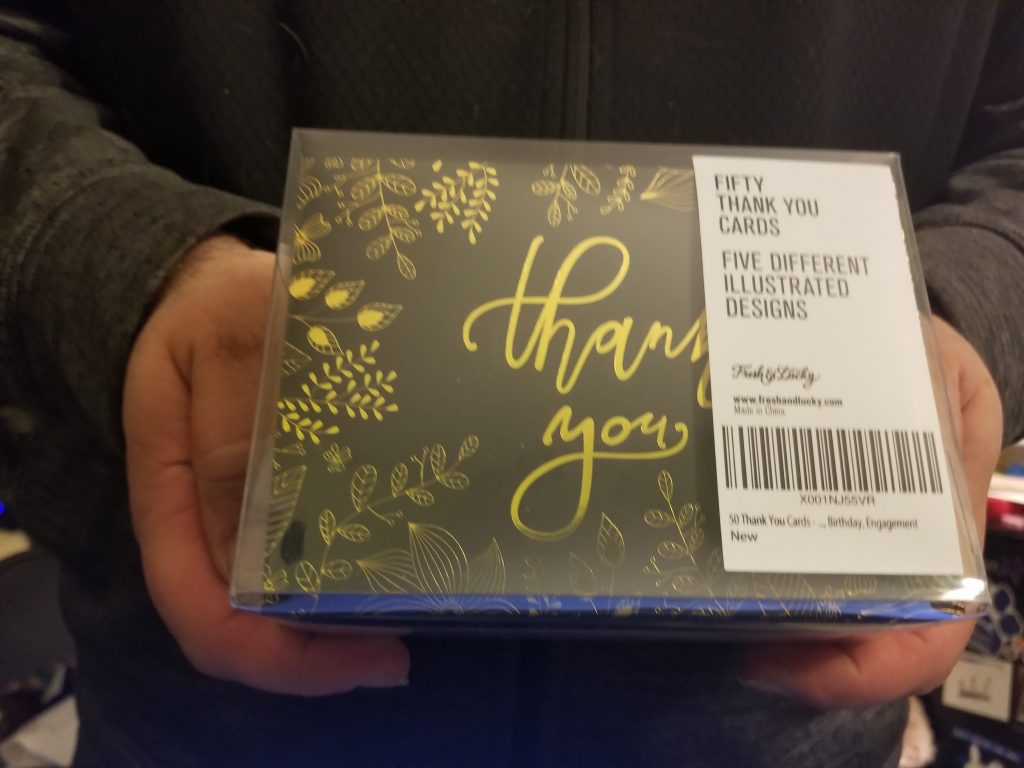 thank
you
FIFTY
THANK YOU
CARDS
FIVE DIFFERENT
ILLUSTRATED
DESIGNS
Fresh & Lucky
www.freshandlucky.com
Made in China
X001NJ5SVR
50 Thank You Cards - ..., Birthday, Engagement
New